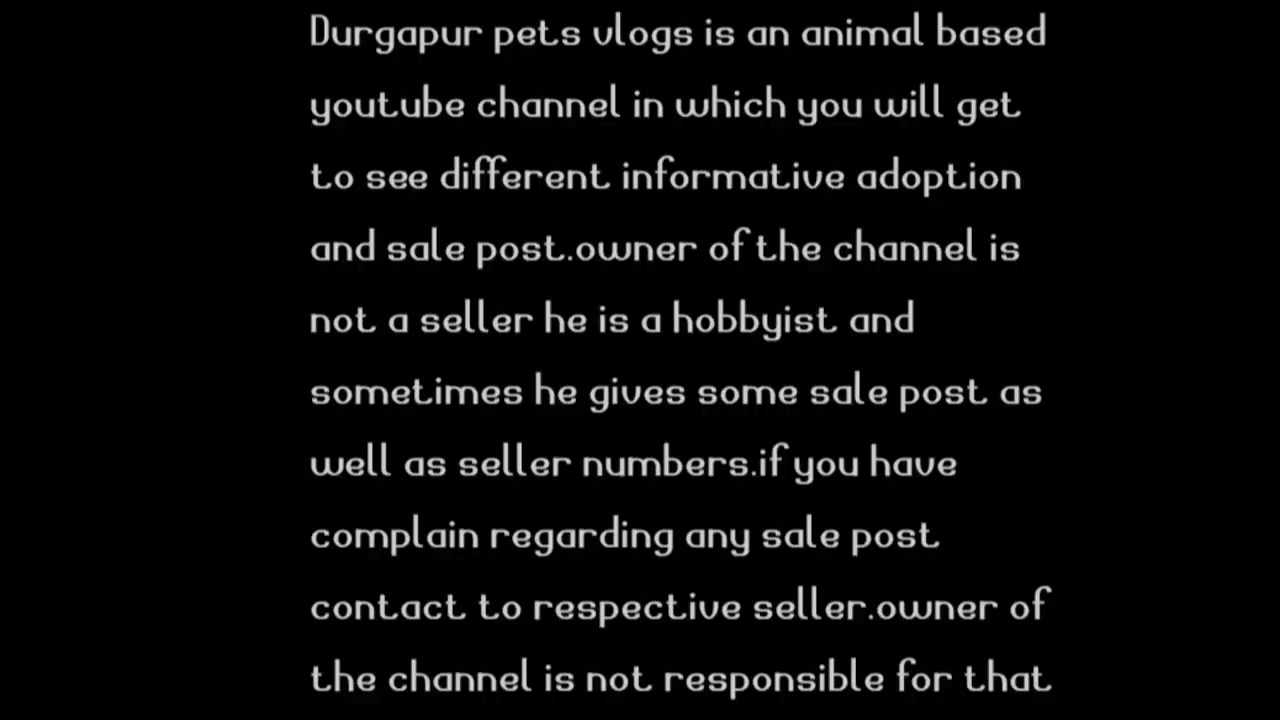 Durgapur pets vlogs is an animal based
youtube channel in which you will get
to see different informative adoption
and sale post.owner of the channel is
not a seller he is a hobbyist and
sometimes he gives some sale post as
well as seller numbers.if you have
complain regarding any sale post
contact to respective seller.owner of
the channel is not responsible for that